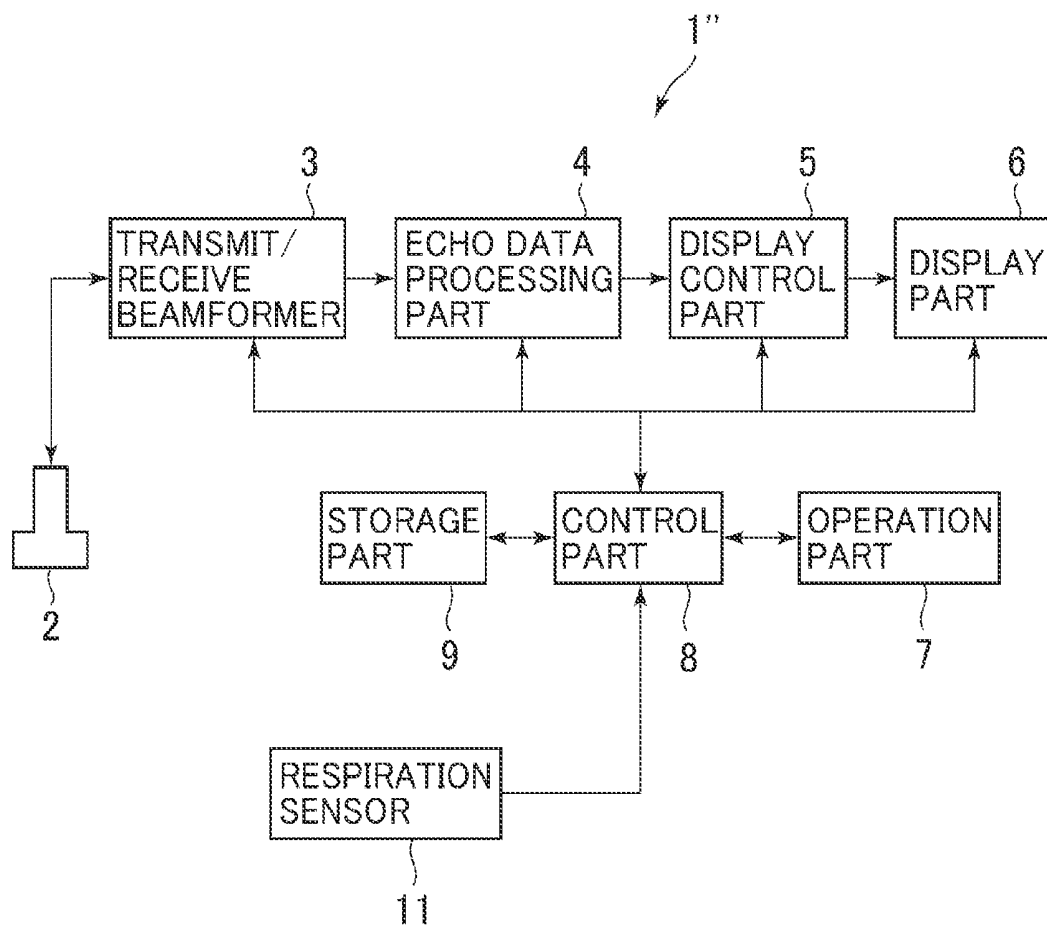 1''
3
4
5
6
TRANSMIT/
RECEIVE
BEAMFORMER
ECHO DATA
PROCESSING
PART
DISPLAY
CONTROL
PART
DISPLAY
PART
2
STORAGE
PART
CONTROL
PART
OPERATION
PART
9
8
7
RESPIRATION
SENSOR
11